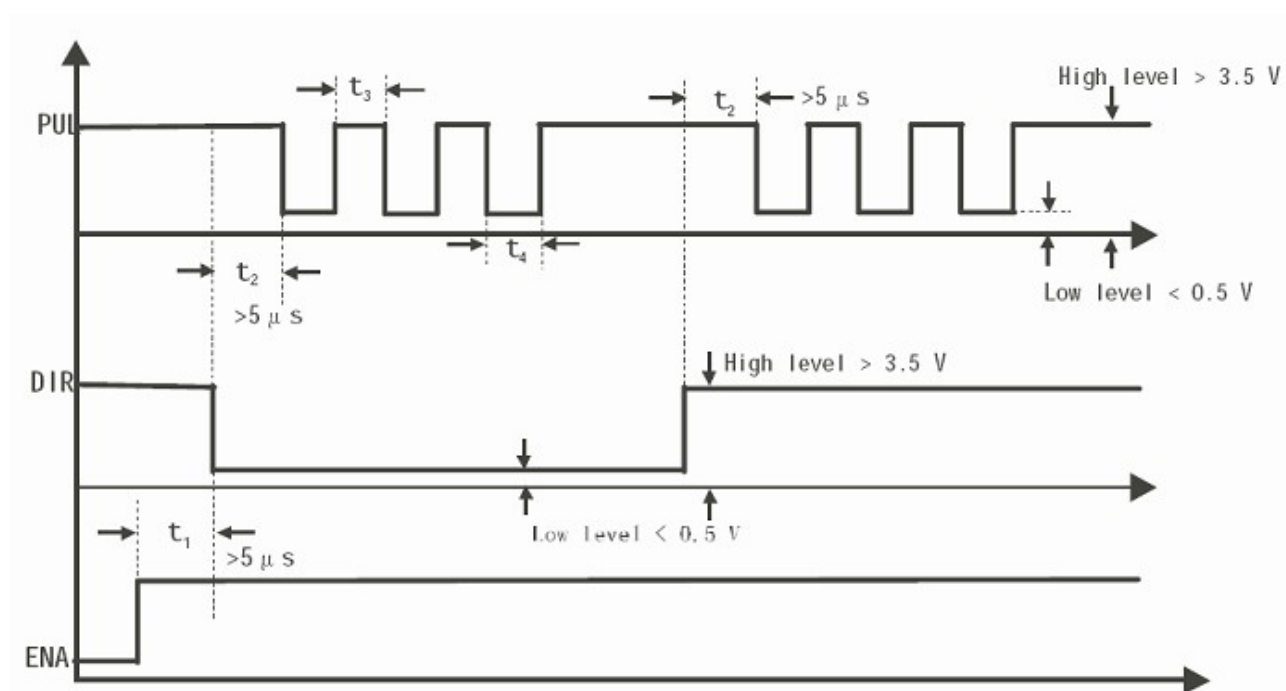 High level > 3.5 V
t₃
t₂ >5 μs
PUL
t₄
t₂
Low level < 0.5 V
>5 μs
High level > 3.5 V
DIR
t₁
Low level < 0.5 V
>5 μs
ENA